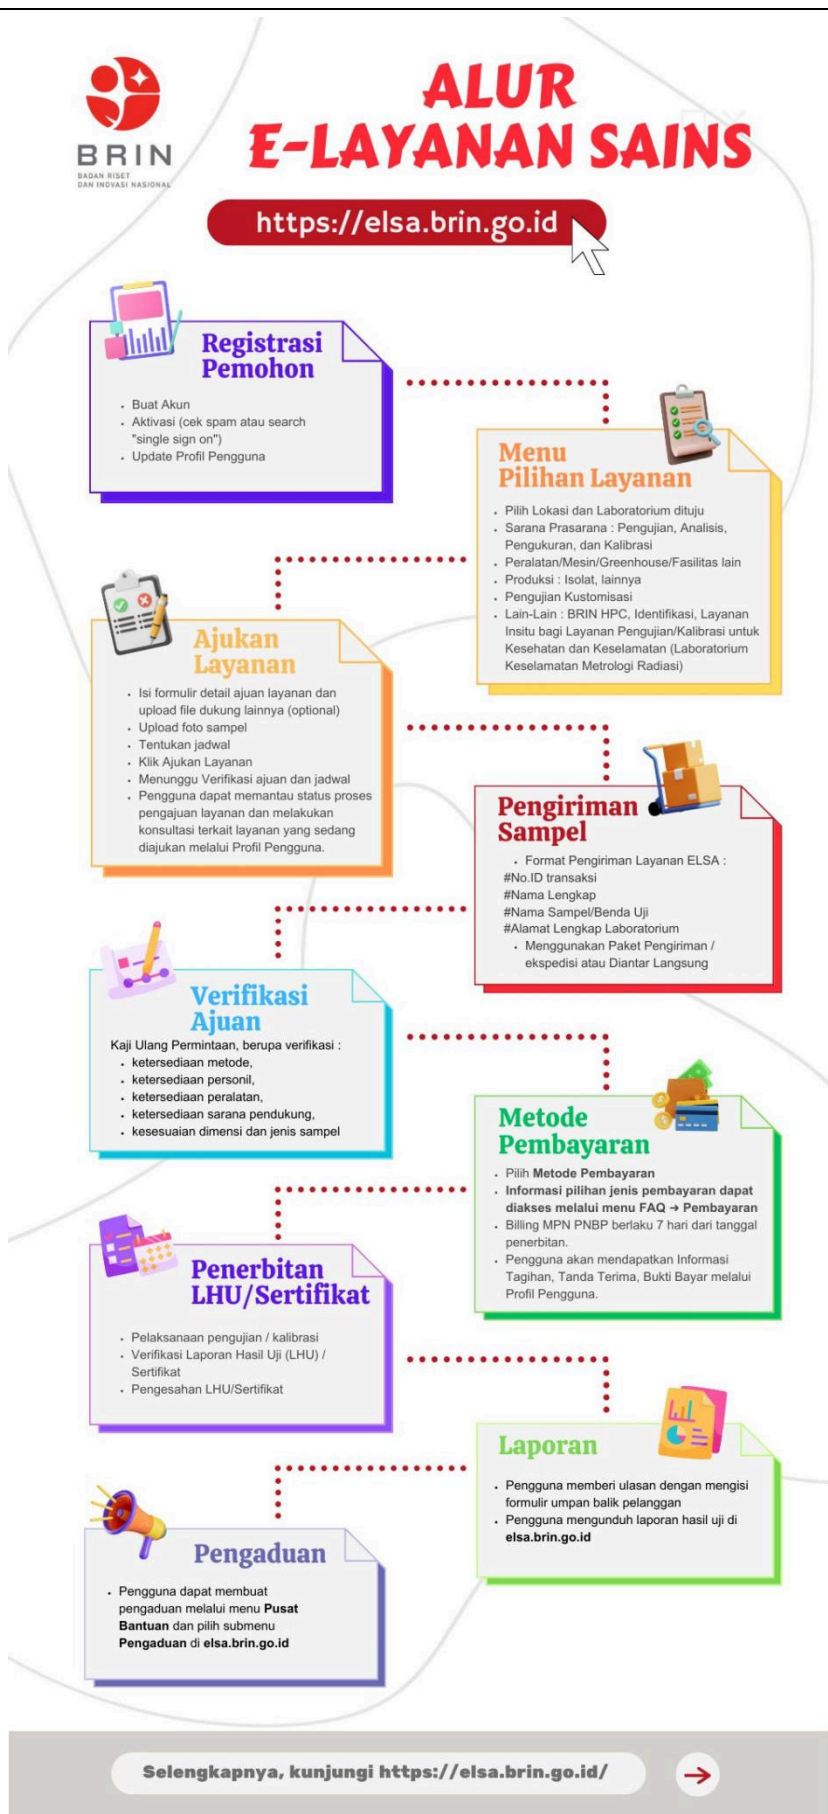 BRIN
BADAN RISET
DAN INOVASI NASIONAL
ALUR
E-LAYANAN SAINS
https://elsa.brin.go.id
Registrasi
Pemohon
• Buat Akun
• Aktivasi (cek spam atau search
"single sign on")
• Update Profil Pengguna
Menu
Pilihan Layanan
• Pilih Lokasi dan Laboratorium dituju
• Sarana Prasarana : Pengujian, Analisis,
Pengukuran, dan Kalibrasi
• Peralatan/Mesin/Greenhouse/Fasilitas lain
• Produksi : Isolat, lainnya
• Pengujian Kustomisasi
• Lain-Lain : BRIN HPC, Identifikasi, Layanan
Insitu bagi Layanan Pengujian/Kalibrasi untuk
Kesehatan dan Keselamatan (Laboratorium
Keselamatan Metrologi Radiasi)
Ajukan
Layanan
• Isi formulir detail ajuan layanan dan
upload file dukung lainnya (optional)
• Upload foto sampel
• Tentukan jadwal
• Klik Ajukan Layanan
• Menunggu Verifikasi ajuan dan jadwal
• Pengguna dapat memantau status proses
pengajuan layanan dan melakukan
konsultasi terkait layanan yang sedang
diajukan melalui Profil Pengguna.
Pengiriman
Sampel
• Format Pengiriman Layanan ELSA :
#No.ID transaksi
#Nama Lengkap
#Nama Sampel/Benda Uji
#Alamat Lengkap Laboratorium
• Menggunakan Paket Pengiriman /
ekspedisi atau Diantar Langsung
Verifikasi
Ajuan
Kaji Ulang Permintaan, berupa verifikasi :
• ketersediaan metode,
• ketersediaan personil,
• ketersediaan peralatan,
• ketersediaan sarana pendukung,
• kesesuaian dimensi dan jenis sampel
Metode
Pembayaran
• Pilih Metode Pembayaran
• Informasi pilihan jenis pembayaran dapat
diakses melalui menu FAQ → Pembayaran
• Billing MPN PNBP berlaku 7 hari dari tanggal
penerbitan.
• Pengguna akan mendapatkan Informasi
Tagihan, Tanda Terima, Bukti Bayar melalui
Profil Pengguna.
Penerbitan
LHU/Sertifikat
• Pelaksanaan pengujian / kalibrasi
• Verifikasi Laporan Hasil Uji (LHU) /
Sertifikat
• Pengesahan LHU/Sertifikat
Laporan
• Pengguna memberi ulasan dengan mengisi
formulir umpan balik pelanggan
• Pengguna mengunduh laporan hasil uji di
elsa.brin.go.id
Pengaduan
• Pengguna dapat membuat
pengaduan melalui menu Pusat
Bantuan dan pilih submenu
Pengaduan di elsa.brin.go.id
Selengkapnya, kunjungi https://elsa.brin.go.id/